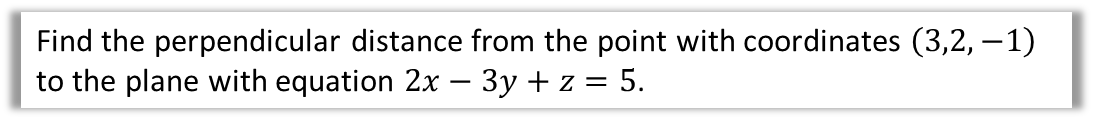 Find the perpendicular distance from the point with coordinates (3,2, −1)
to the plane with equation 2x − 3y + z = 5.